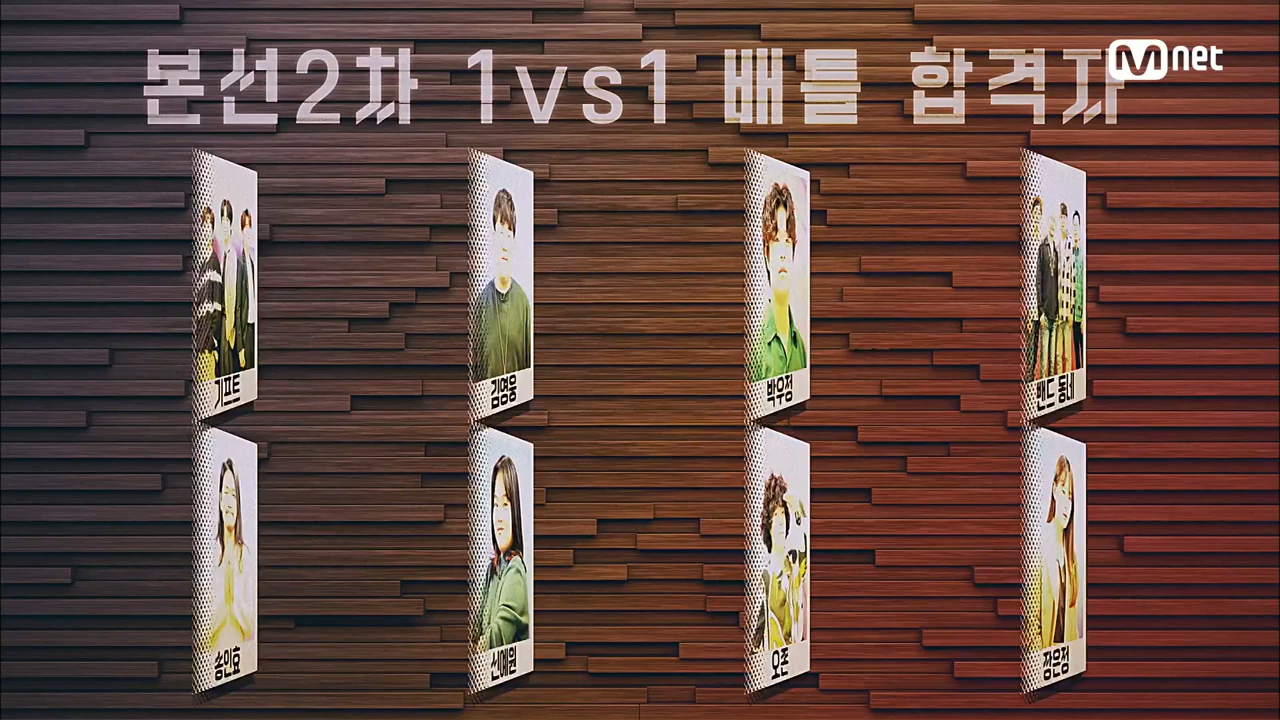 본선2차 1vs1 배틀 합격자
Mnet
기프트
김영웅
박우정
밴드 동네
송인효
신예원
오존
장은정